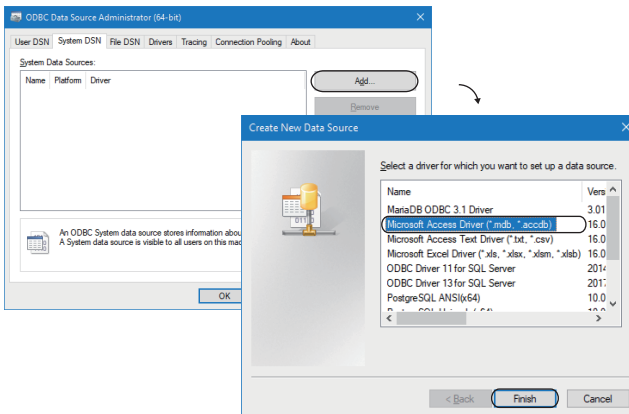 ODBC Data Source Administrator (64-bit)
User DSN System DSN File DSN Drivers Tracing Connection Pooling About
System Data Sources:
Name Platform Driver
Add...
Remove
An ODBC System data source stores information abou
A System data source is visible to all users on this mac
OK
Create New Data Source
Select a driver for which you want to set up a data source.
Name Vers
MariaDB ODBC 3.1 Driver 3.01
Microsoft Access Driver (*.mdb, *.accdb) 16.0
Microsoft Access Text Driver (*.txt, *.csv) 16.0
Microsoft Excel Driver (*.xls, *.xlsx, *.xlsm, *.xlsb) 16.0
ODBC Driver 11 for SQL Server 2014
ODBC Driver 13 for SQL Server 2017
PostgreSQL ANSI(x64) 10.0
< Back Finish Cancel